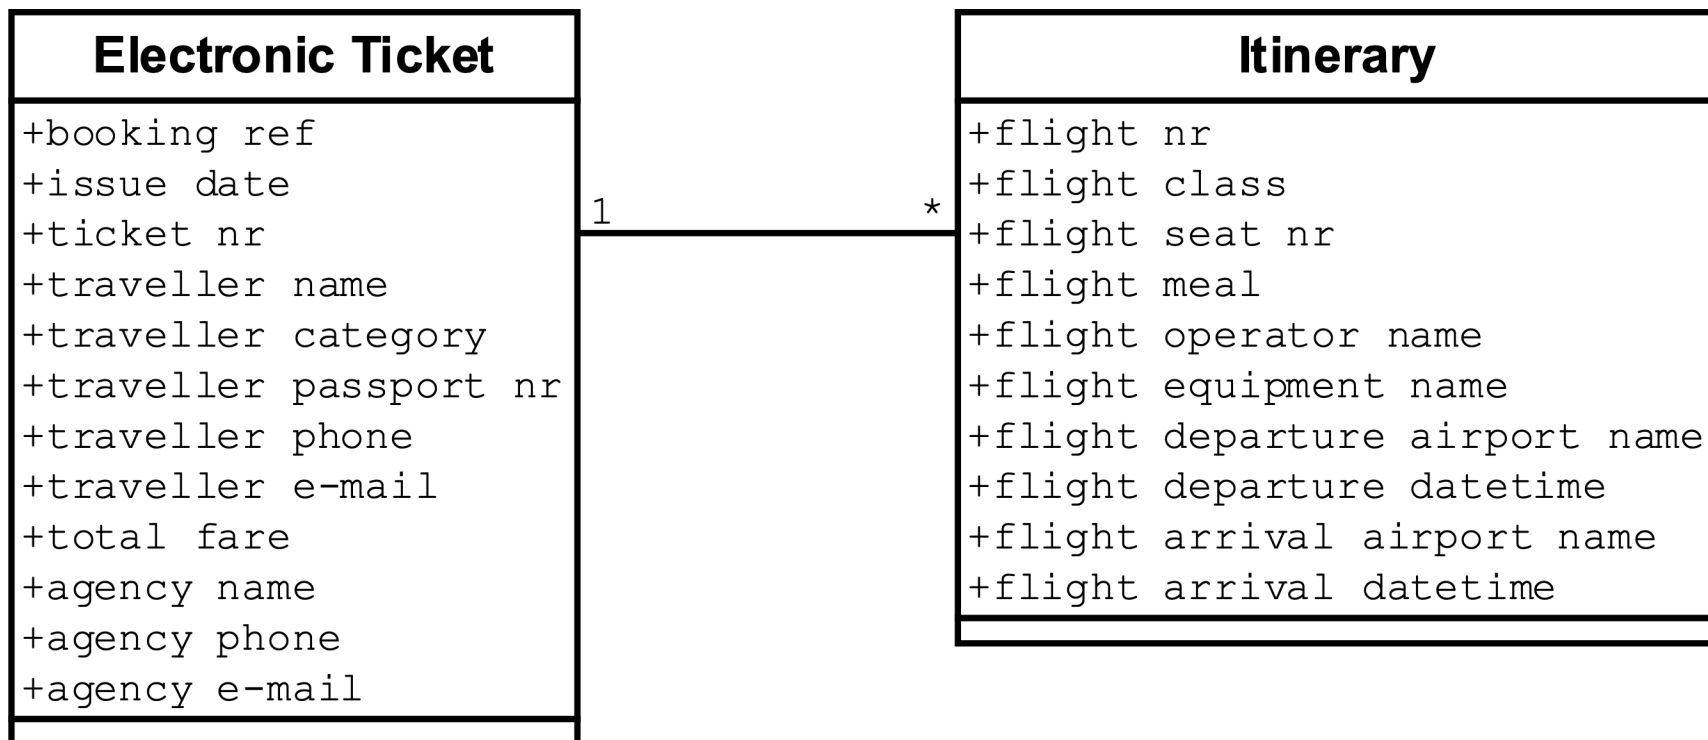 Electronic Ticket
+booking ref
+issue date
+ticket nr
+traveller name
+traveller category
+traveller passport nr
+traveller phone
+traveller e-mail
+total fare
+agency name
+agency phone
+agency e-mail
1
*
Itinerary
+flight nr
+flight class
+flight seat nr
+flight meal
+flight operator name
+flight equipment name
+flight departure airport name
+flight departure datetime
+flight arrival airport name
+flight arrival datetime